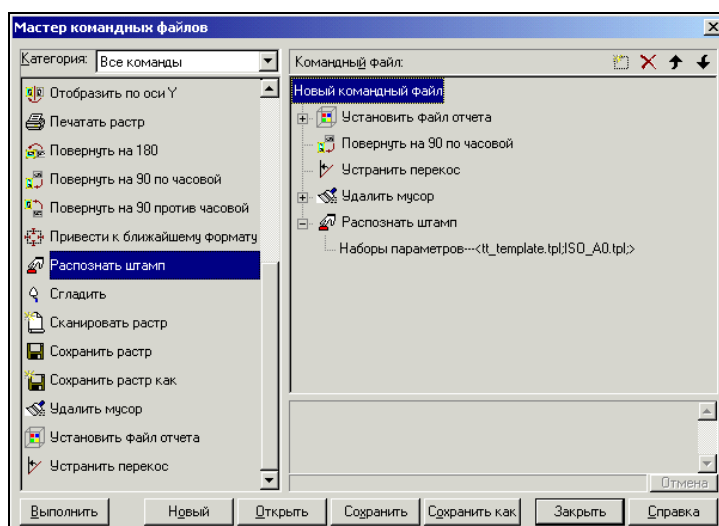 Мастер командных файлов
Категория: Все команды
Отобразить по оси Y
Печатать растр
Повернуть на 180
Повернуть на 90 по часовой
Повернуть на 90 против часовой
Привести к ближайшему формату
Распознать штамп
Сгладить
Сканировать растр
Сохранить растр
Сохранить растр как
Удалить мусор
Установить файл отчета
Устранить перекос
Командный файл:
Новый командный файл
Установить файл отчета
Повернуть на 90 по часовой
Устранить перекос
Удалить мусор
Распознать штамп
Наборы параметров---<tt_template.tpl;ISO_A0.tpl;>
Отмена
Выполнить Новый Открыть Сохранить Сохранить как Закрыть Справка